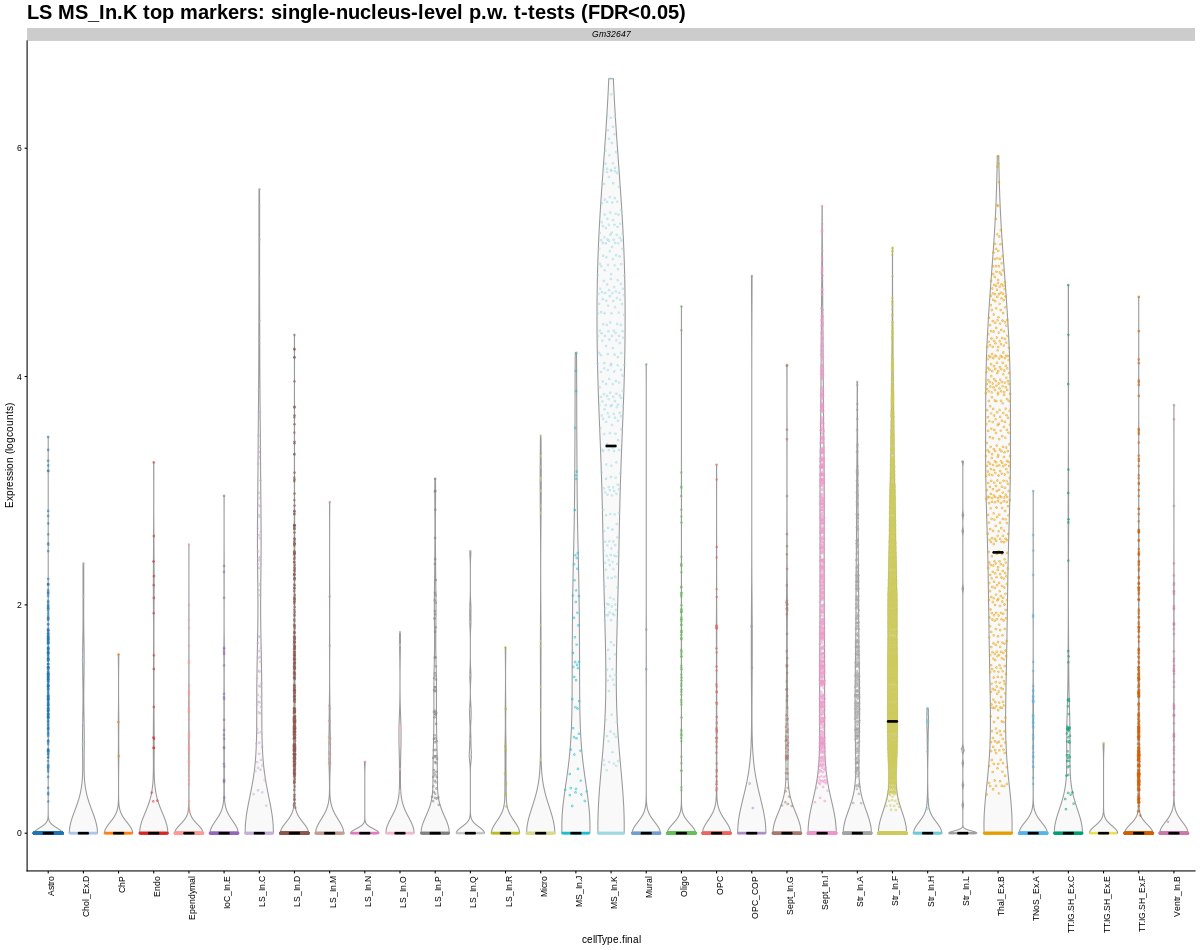 LS MS_In.K top markers: single-nucleus-level p.w. t-tests (FDR<0.05)
Gm32647
Expression (logcounts)
6
4
2
0
Astro
Chol_Ex.D
ChP
Endo
Ependymal
IoC_In.E
LS_In.C
LS_In.D
LS_In.M
LS_In.N
LS_In.O
LS_In.P
LS_In.Q
LS_In.R
Micro
MS_In.J
MS_In.K
Mural
Oligo
OPC
OPC_COP
Sept_In.G
Sept_In.I
Str_In.A
Str_In.F
Str_In.H
Str_In.L
Thal_Ex.B
TNoS_Ex.A
TT.IG.SH_Ex.C
TT.IG.SH_Ex.E
TT.IG.SH_Ex.F
Ventr_In.B
cellType.final